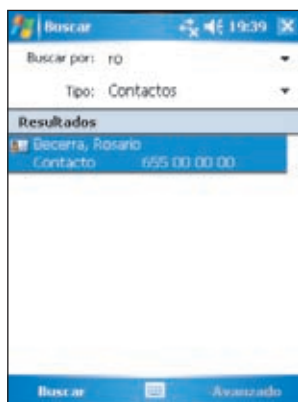 Buscar 19:39
Buscar por: ro
Tipo: Contactos
Resultados
Becerra, Rosario
Contacto 655 00 00 00
Buscar Avanzado